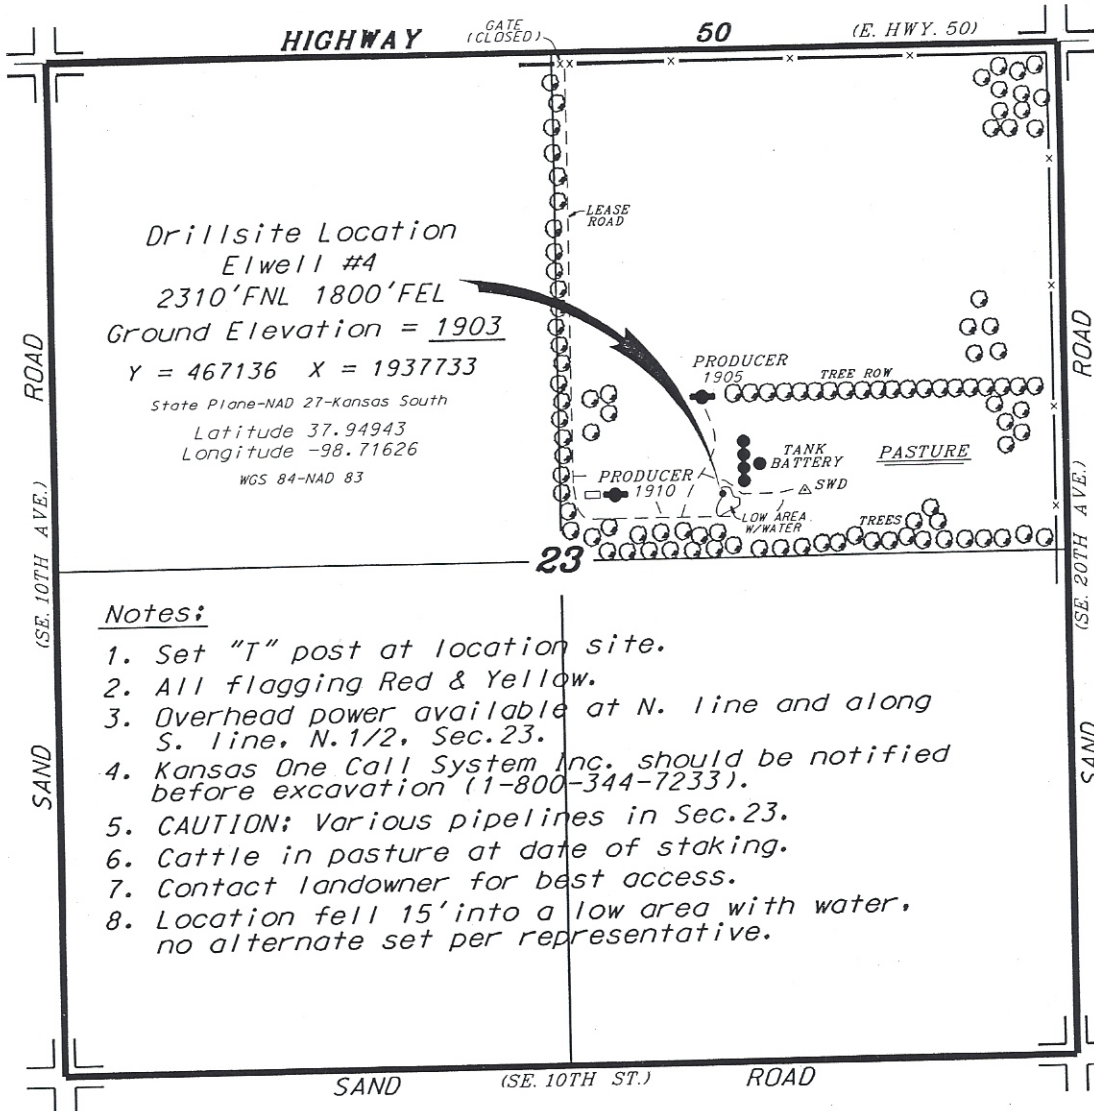 GATE
(CLOSED)
HIGHWAY 50 (E. HWY. 50)
LEASE
ROAD
Drillsite Location
Elwell #4
2310'FNL 1800'FEL
Ground Elevation = 1903
Y = 467136 X = 1937733
State Plane-NAD 27-Kansas South
Latitude 37.94943
Longitude -98.71626
WGS 84-NAD 83
PRODUCER
1905
TREE ROW
TANK
BATTERY
PASTURE
PRODUCER
1910
SWD
LOW AREA
W/WATER
TREES
23
SAND (SE. 10TH AVE.) ROAD
SAND (SE. 20TH AVE.) ROAD
Notes:
1. Set "T" post at location site.
2. All flagging Red & Yellow.
3. Overhead power available at N. line and along
S. line, N.1/2, Sec.23.
4. Kansas One Call System Inc. should be notified
before excavation (1-800-344-7233).
5. CAUTION: Various pipelines in Sec.23.
6. Cattle in pasture at date of staking.
7. Contact landowner for best access.
8. Location fell 15' into a low area with water,
no alternate set per representative.
SAND (SE. 10TH ST.) ROAD